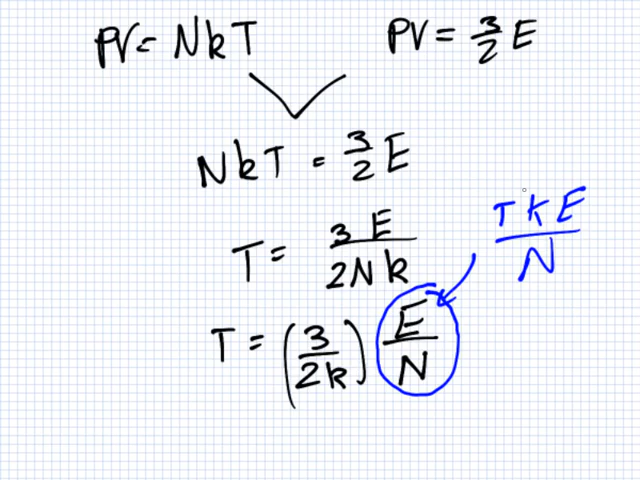 PV = NkT
PV = 3/2 E
NkT = 3/2 E
T = 3E/2Nk
TKE/N
T = (3/2k) E/N